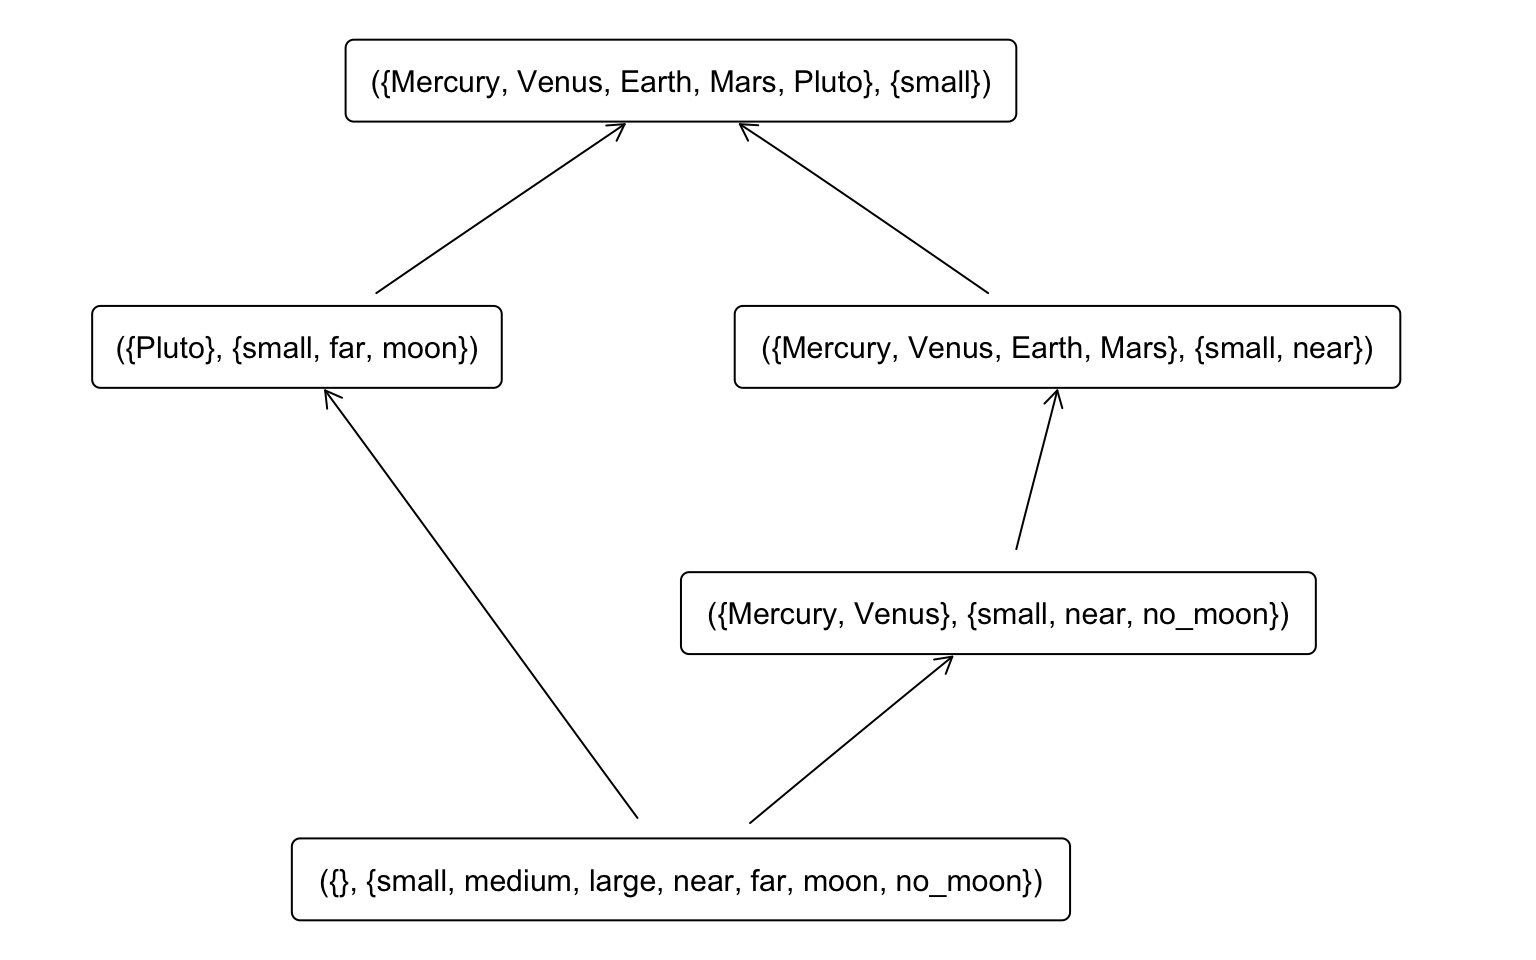 ({Mercury, Venus, Earth, Mars, Pluto}, {small})
({Pluto}, {small, far, moon})
({Mercury, Venus, Earth, Mars}, {small, near})
({Mercury, Venus}, {small, near, no_moon})
({}, {small, medium, large, near, far, moon, no_moon})